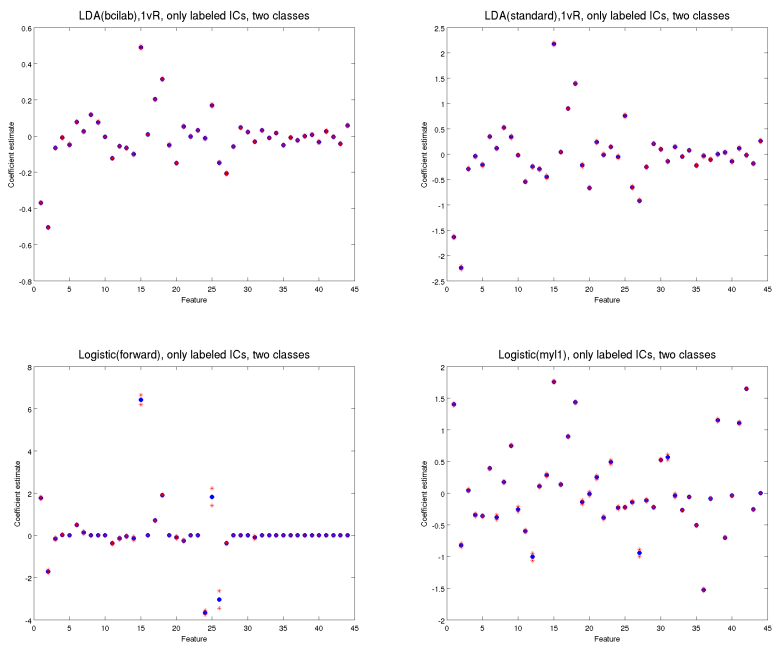 LDA(bcilab),1vR, only labeled ICs, two classes
0.6
0.4
0.2
0
0.2
0.4
0.6
0.8
Coefficient estimate
0 5 10 15 20 25 30 35 40 45
Feature
LDA(standard),1vR, only labeled ICs, two classes
2.5
2
1.5
1
0.5
0
-0.5
-1
-1.5
-2
-2.5
Coefficient estimate
0 5 10 15 20 25 30 35 40 45
Feature
Logistic(forward), only labeled ICs, two classes
8
6
4
2
0
-2
-4
Coefficient estimate
0 5 10 15 20 25 30 35 40 45
Feature
Logistic(myl1), only labeled ICs, two classes
2
1.5
1
0.5
0
-0.5
-1
-1.5
-2
Coefficient estimate
0 5 10 15 20 25 30 35 40 45
Feature